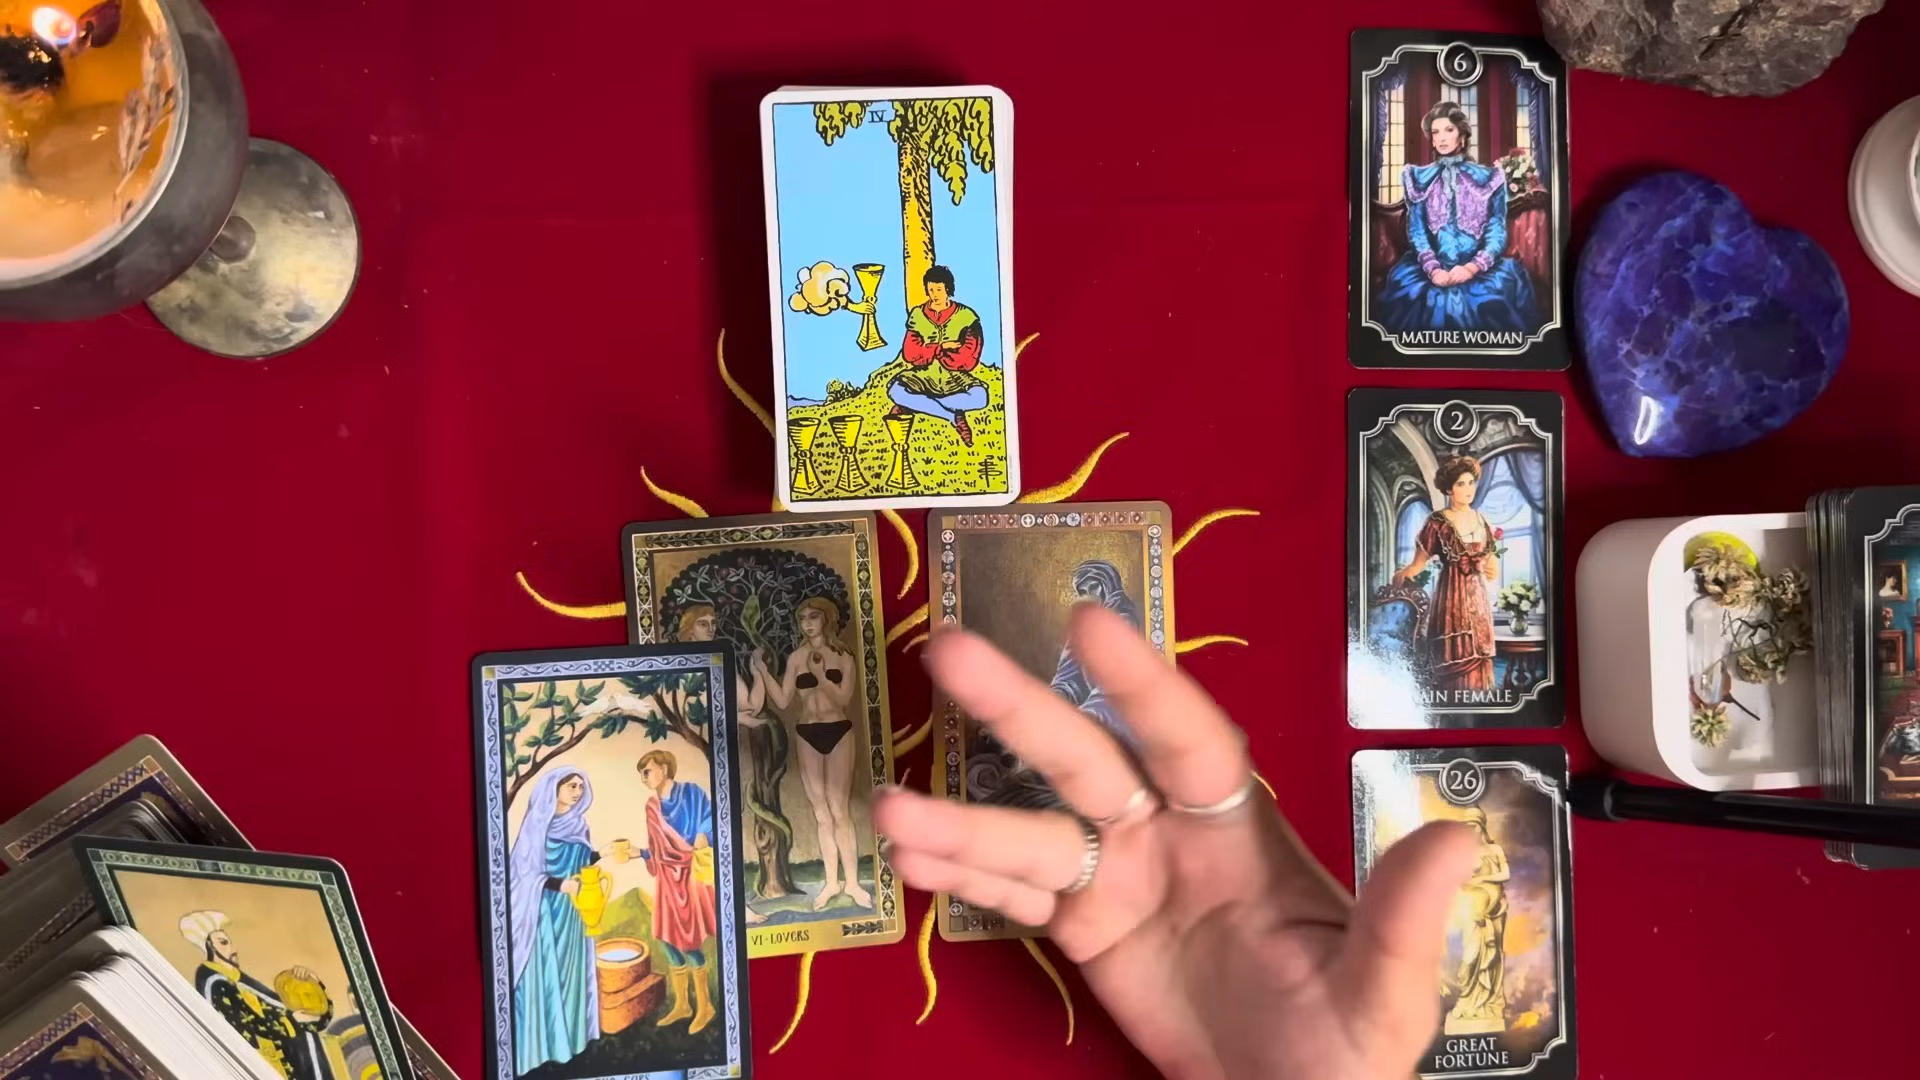 IV
6
MATURE WOMAN
2
AIN FEMALE
VI·LOVERS
26
GREAT
FORTUNE